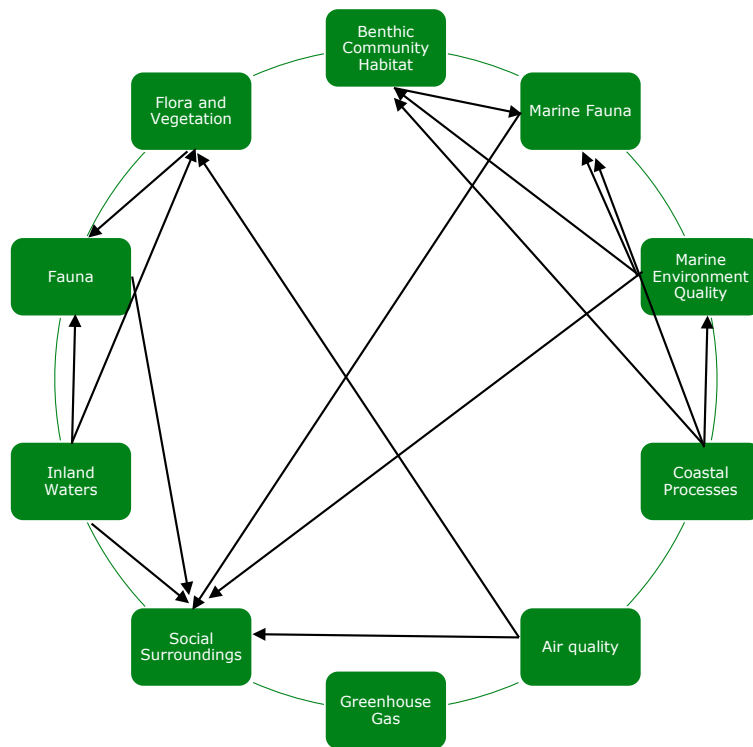 Benthic
Community
Habitat
Marine Fauna
Marine
Environment
Quality
Coastal
Processes
Air quality
Greenhouse
Gas
Social
Surroundings
Inland
Waters
Fauna
Flora and
Vegetation